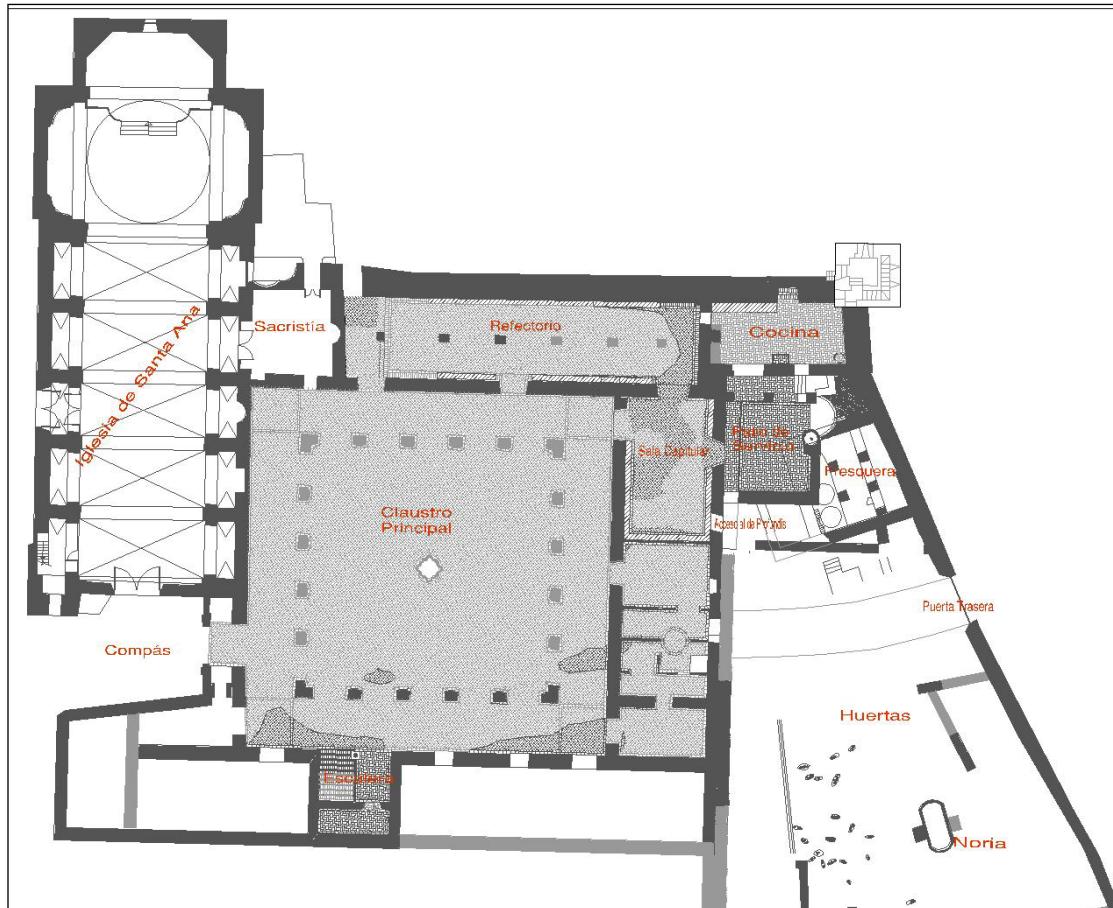 Iglesia de Santa Ana
Sacristía
Refectorio
Cocina
Sala Capitular
Patio de
Servicio
Fresquera
Claustro
Principal
Acceso al de Profundis
Puerta Trasera
Compás
Huertas
Escalera
Noria